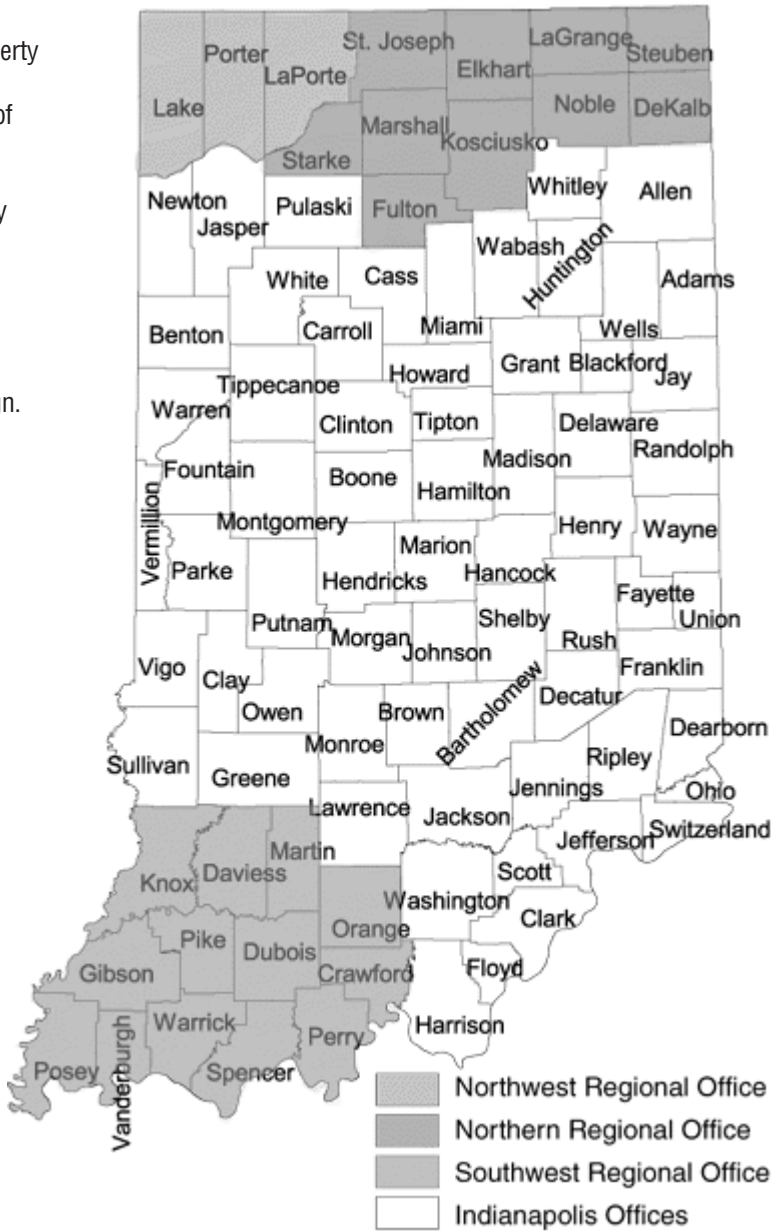 erty
of
y
un.
St. Joseph
LaGrange
Steuben
Porter
LaPorte
Elkhart
Lake
Noble
DeKalb
Marshall
Kosciusko
Starke
Newton
Jasper
Pulaski
Fulton
Whitley
Allen
Wabash
Huntington
White
Cass
Adams
Benton
Carroll
Miami
Wells
Grant
Blackford
Jay
Howard
Tippecanoe
Warren
Clinton
Tipton
Delaware
Randolph
Madison
Fountain
Boone
Hamilton
Vermillion
Montgomery
Henry
Wayne
Marion
Parke
Hendricks
Hancock
Fayette
Union
Putnam
Morgan
Johnson
Shelby
Rush
Vigo
Clay
Franklin
Owen
Brown
Bartholomew
Decatur
Dearborn
Monroe
Sullivan
Greene
Jennings
Ripley
Ohio
Lawrence
Jackson
Jefferson
Switzerland
Martin
Knox
Daviess
Scott
Washington
Clark
Orange
Pike
Dubois
Gibson
Crawford
Floyd
Warrick
Perry
Harrison
Posey
Vanderburgh
Spencer
Northwest Regional Office
Northern Regional Office
Southwest Regional Office
Indianapolis Offices